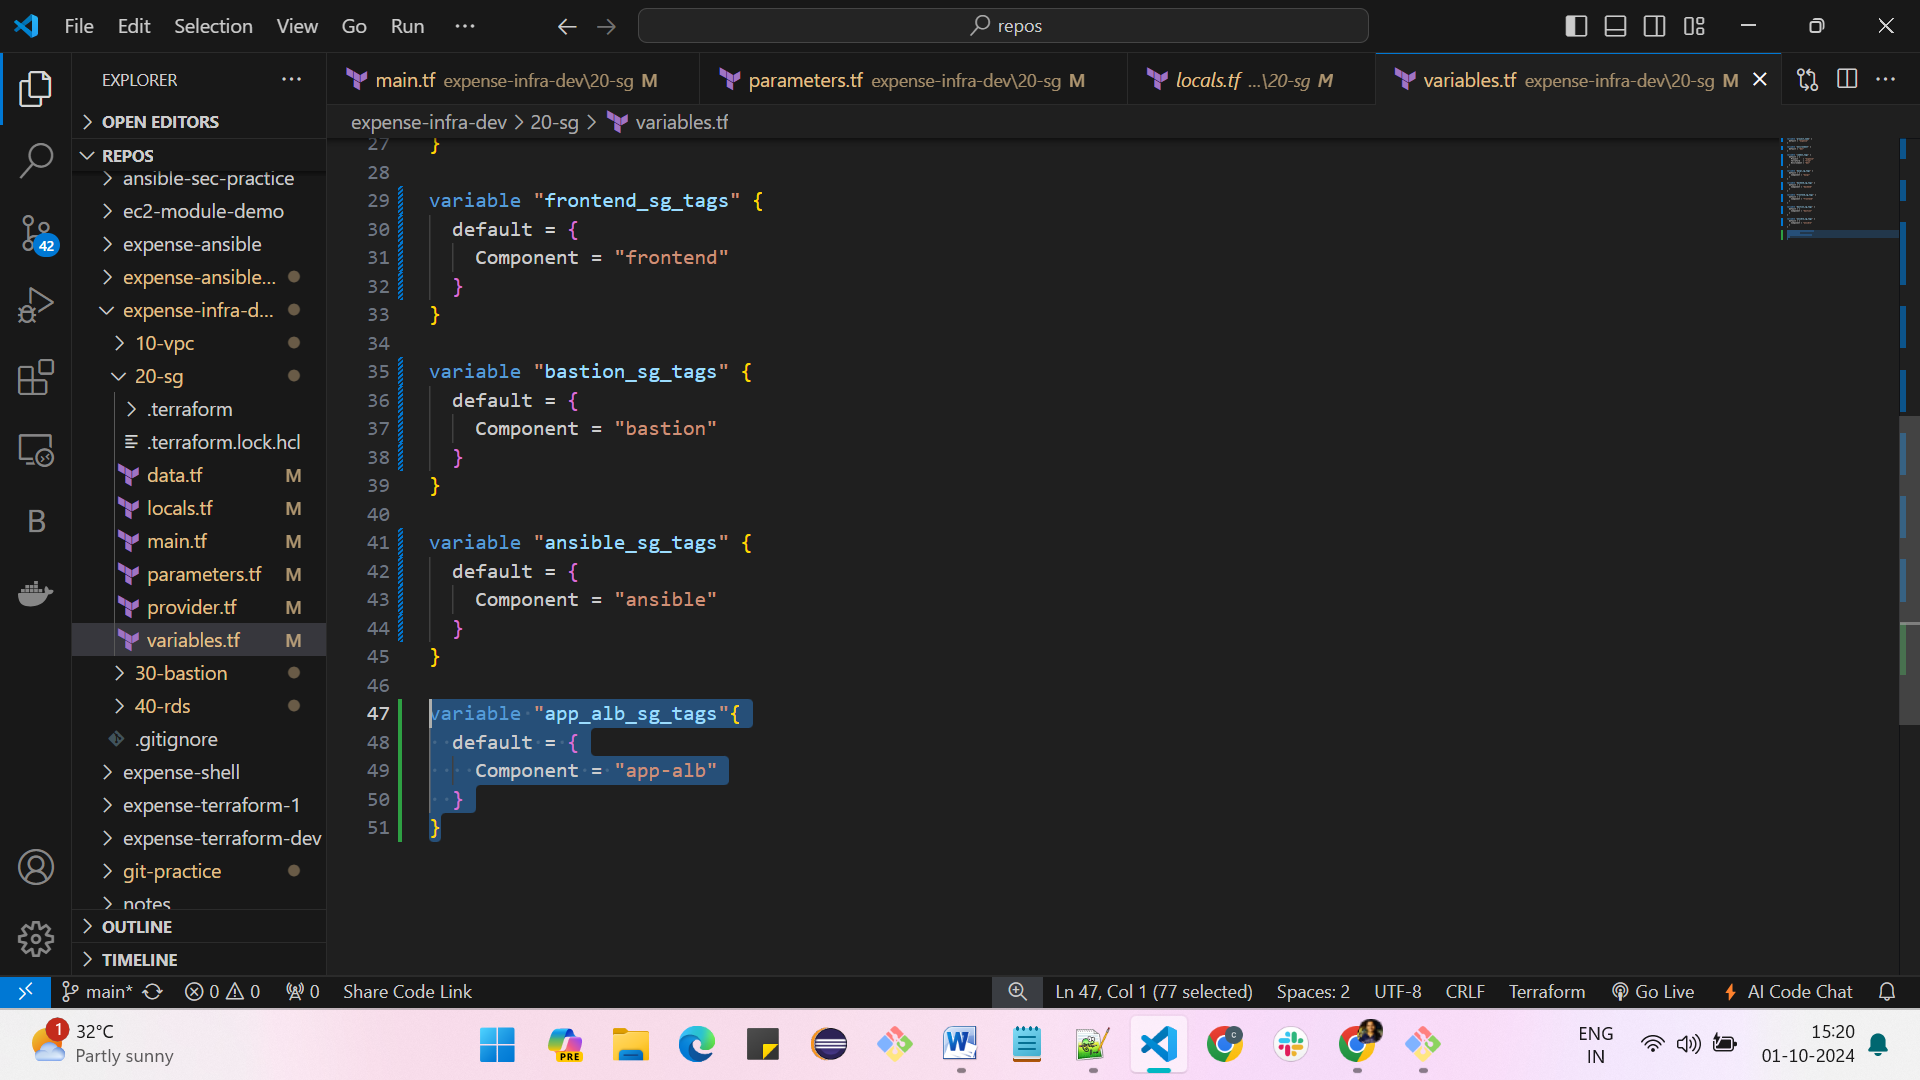 File Edit Selection View Go Run ··· repos
EXPLORER ···
main.tf expense-infra-dev\20-sg M
parameters.tf expense-infra-dev\20-sg M
locals.tf ...\20-sg M
variables.tf expense-infra-dev\20-sg M
OPEN EDITORS
REPOS
ansible-sec-practice
ec2-module-demo
expense-ansible
expense-ansible...
expense-infra-d...
10-vpc
20-sg
.terraform
.terraform.lock.hcl
data.tf M
locals.tf M
main.tf M
parameters.tf M
provider.tf M
variables.tf M
30-bastion
40-rds
.gitignore
expense-shell
expense-terraform-1
expense-terraform-dev
git-practice
notes
OUTLINE
TIMELINE
42
B
expense-infra-dev > 20-sg > variables.tf
27 }
28
29 variable "frontend_sg_tags" {
30 default = {
31 Component = "frontend"
32 }
33 }
34
35 variable "bastion_sg_tags" {
36 default = {
37 Component = "bastion"
38 }
39 }
40
41 variable "ansible_sg_tags" {
42 default = {
43 Component = "ansible"
44 }
45 }
46
47 variable "app_alb_sg_tags"{
48 default = {
49 Component = "app-alb"
50 }
51 }
main* 0 0 0 Share Code Link Ln 47, Col 1 (77 selected) Spaces: 2 UTF-8 CRLF Terraform Go Live AI Code Chat
1 32°C
Partly sunny
PRE
ENG
IN
15:20
01-10-2024